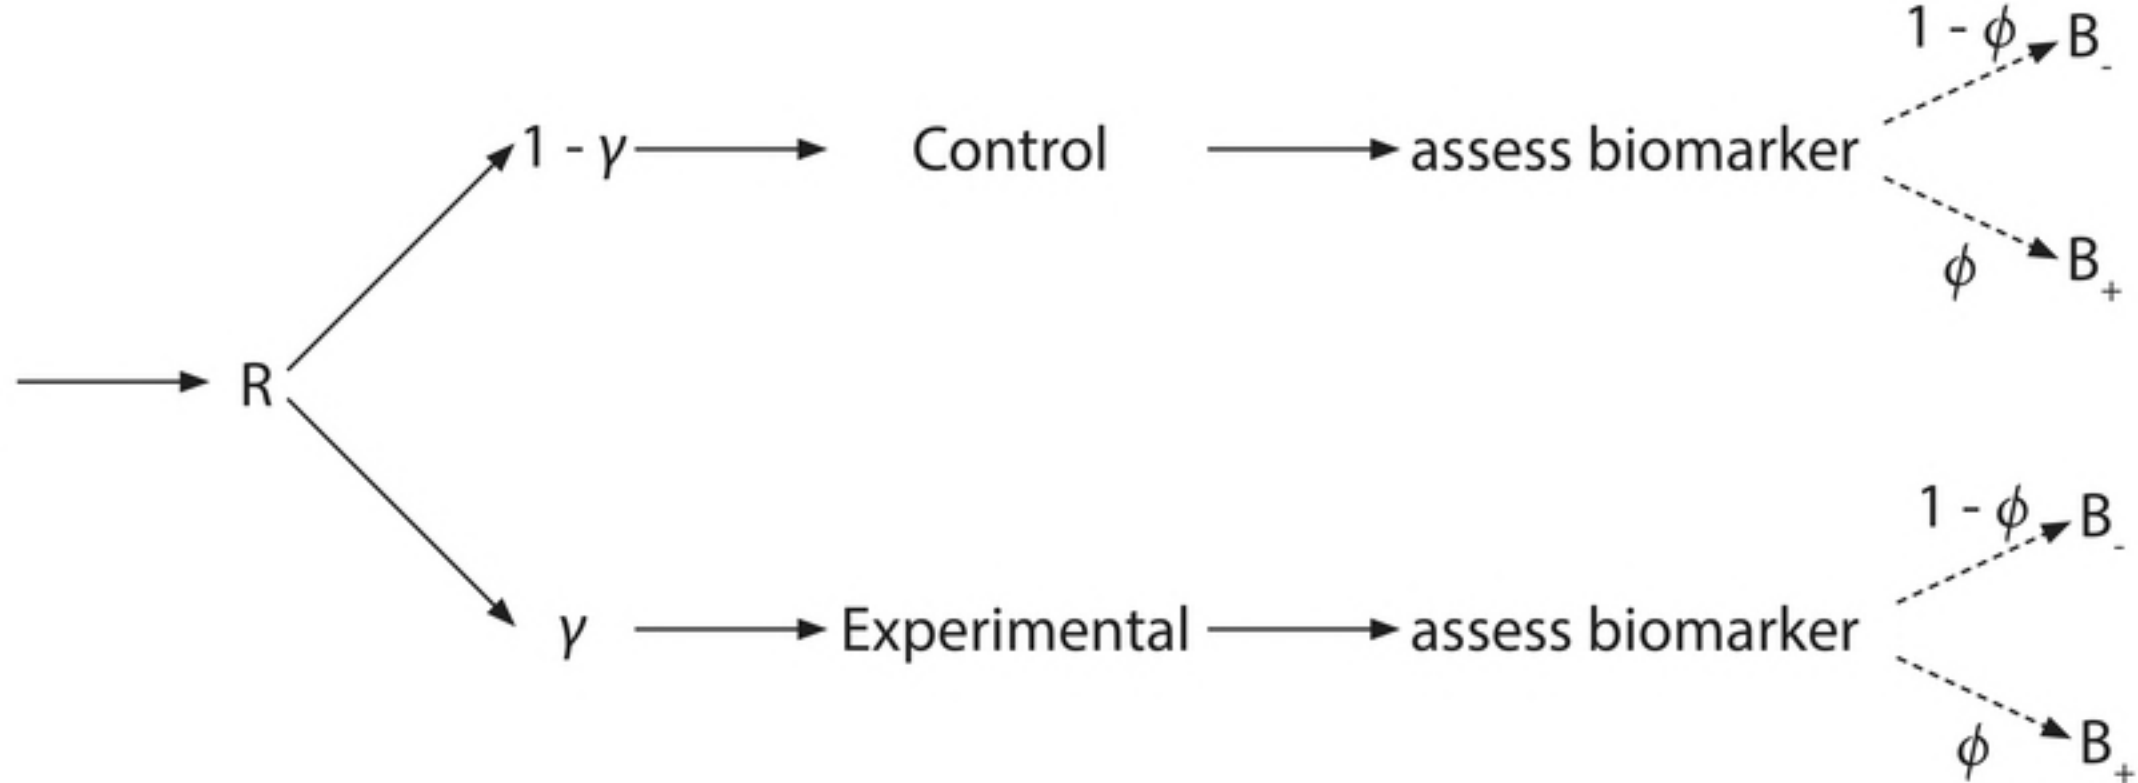 1 - ϕ B-
1 - γ Control assess biomarker
ϕ B+
R
1 - ϕ B-
γ Experimental assess biomarker
ϕ B+